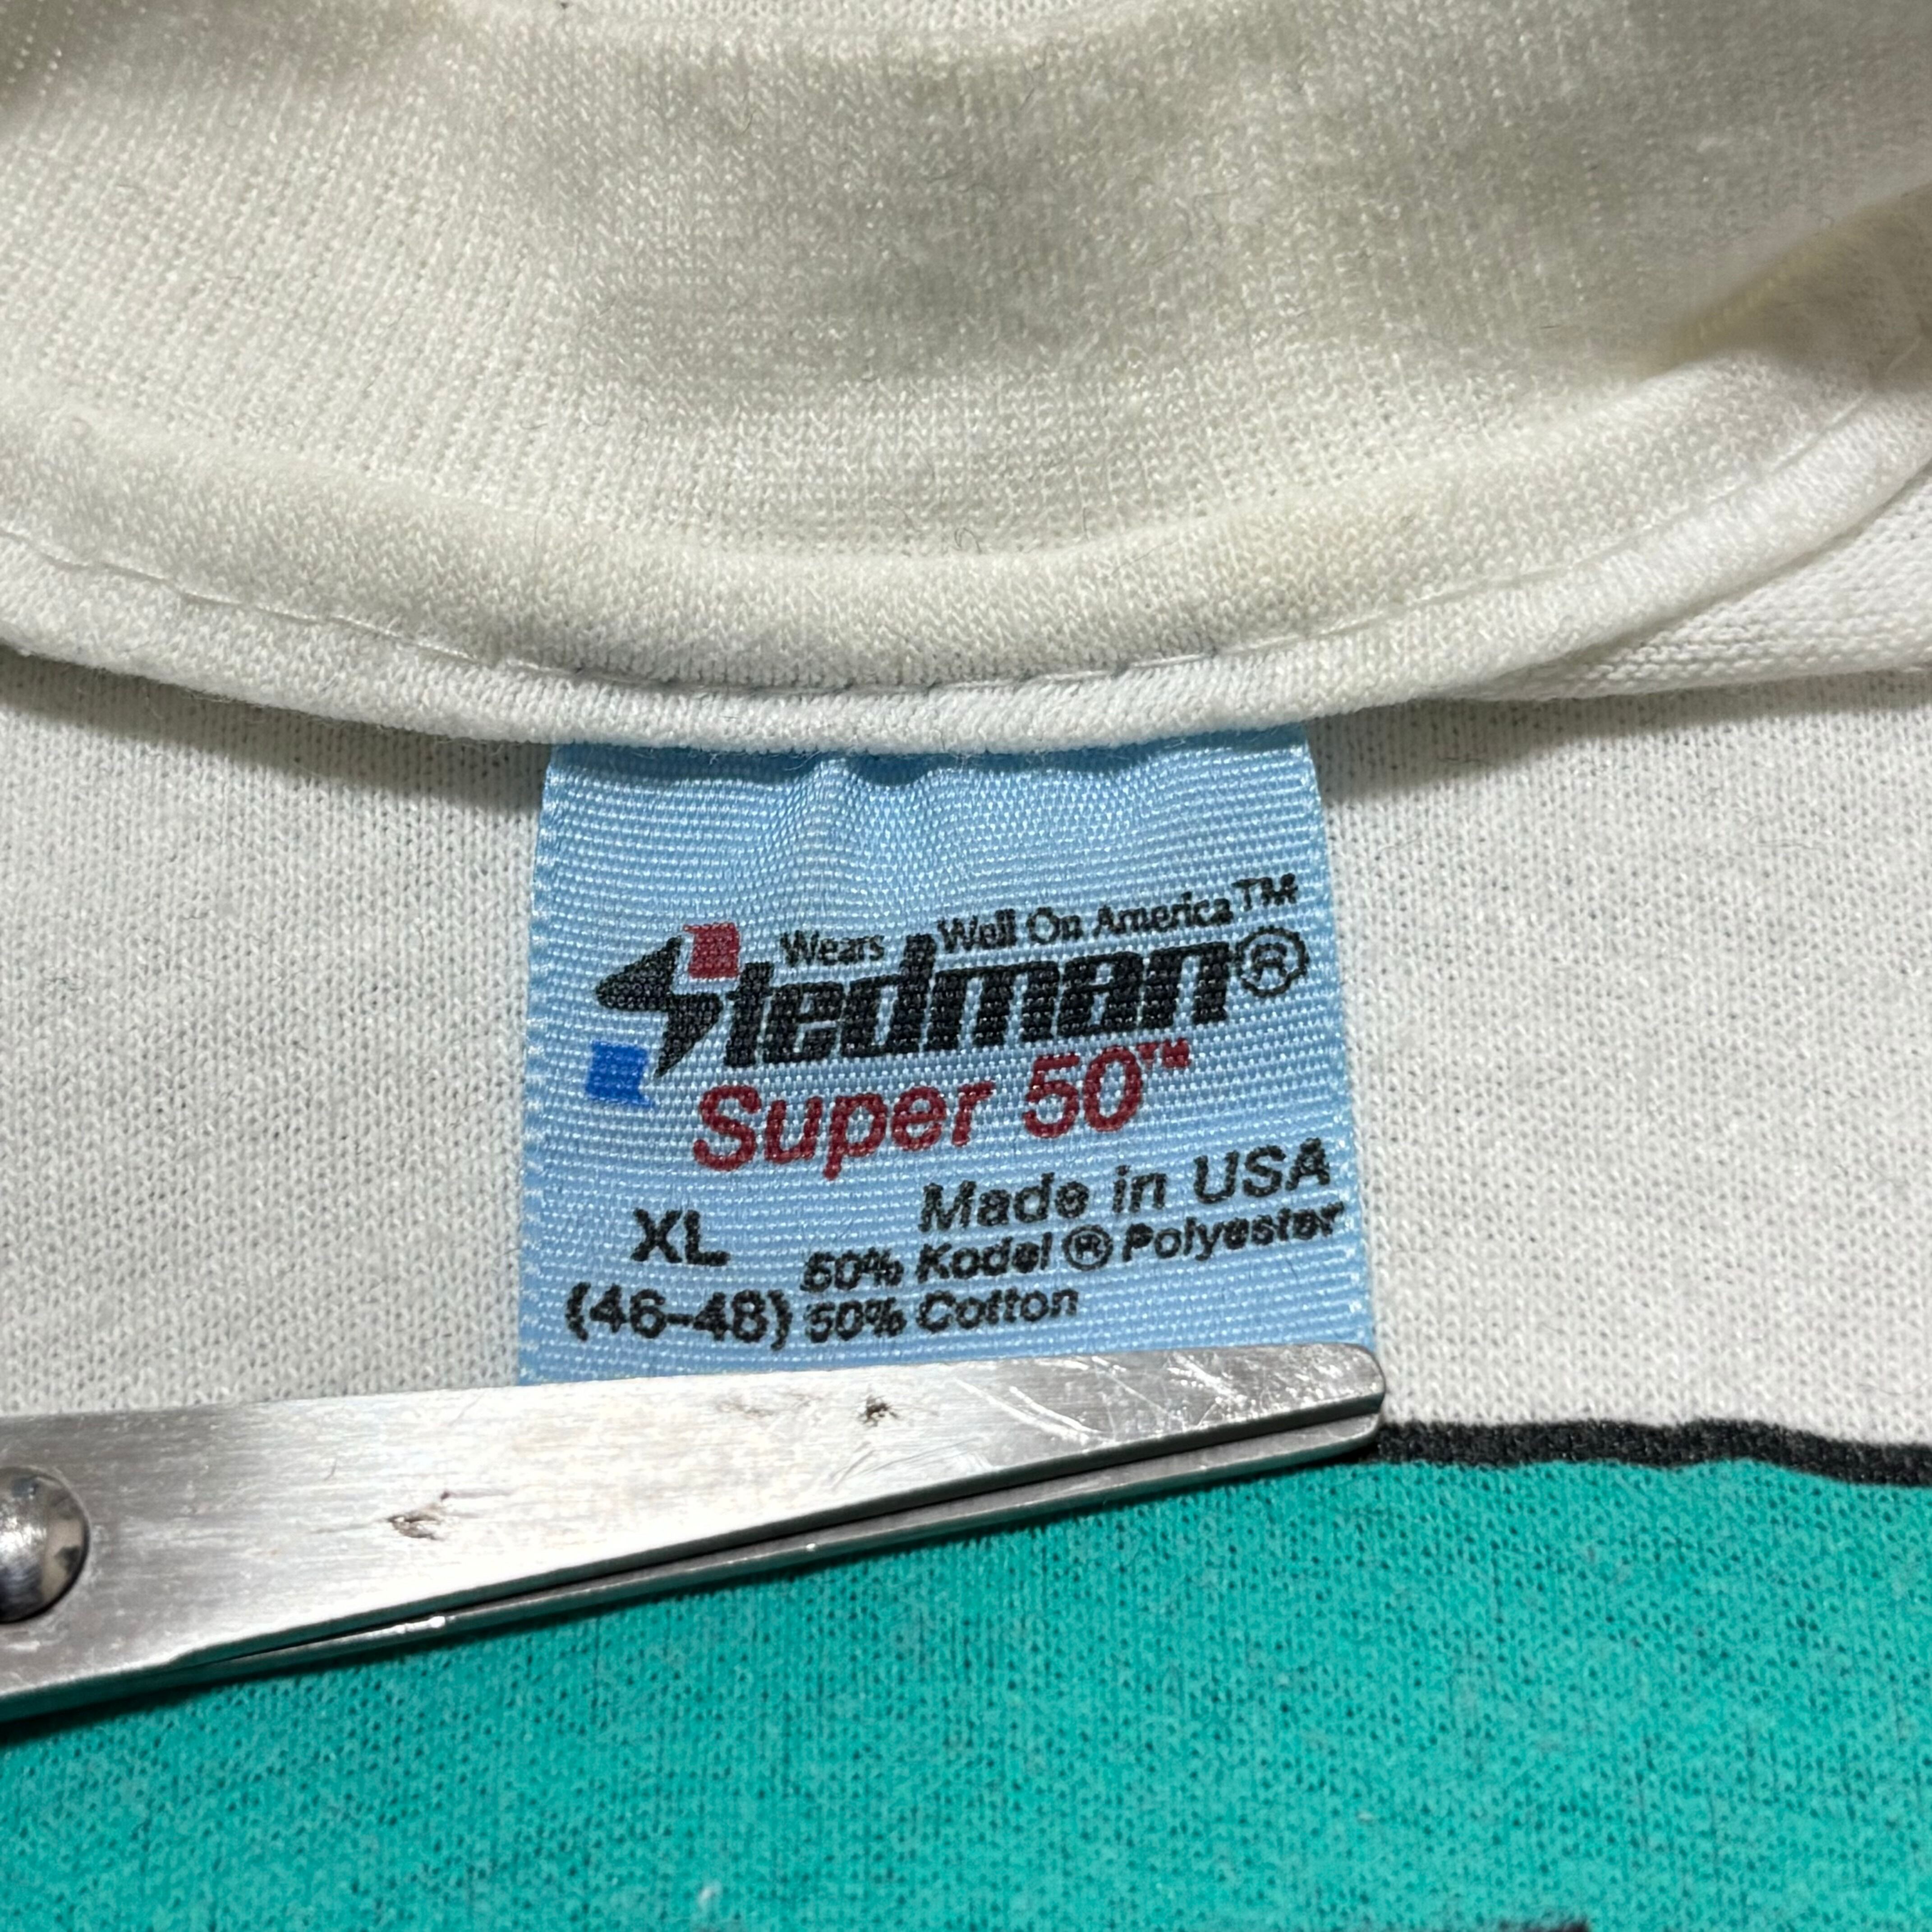 Wears Well On America™
Stedman®
Super 50™
Made in USA
XL
50% Kodel ® Polyester
(46-48)
50% Cotton